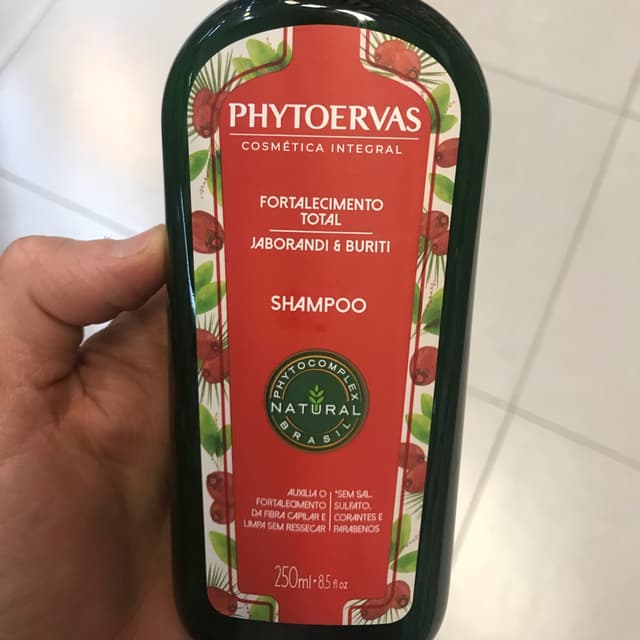 PHYTOERVAS
COSMÉTICA INTEGRAL
FORTALECIMENTO
TOTAL
JABORANDI & BURITI
SHAMPOO
PHYTOCOMPLEX
NATURAL
BRASIL
AUXILIA O
FORTALECIMENTO
DA FIBRA CAPILAR E
LIMPA SEM RESSECAR
*SEM SAL,
SULFATO,
CORANTES E
PARABENOS
250ml • 8.5 fl oz